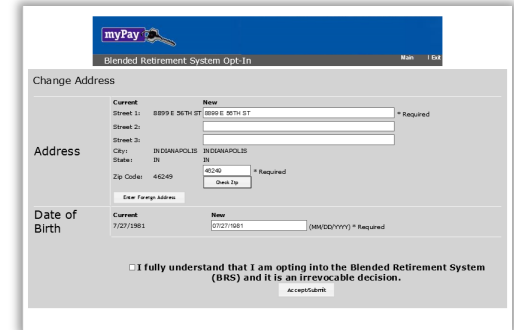 myPay
Blended Retirement System Opt-In
Main | Exit
Change Address
Address
Current New
Street 1: 8899 E 56TH ST 8899 E 56TH ST * Required
Street 2:
Street 3:
City: INDIANAPOLIS INDIANAPOLIS
State: IN IN
Zip Code: 46249 46249 * Required
Check Zip
Enter Foreign Address
Date of Birth
Current New
7/27/1981 07/27/1981 (MM/DD/YYYY) * Required
I fully understand that I am opting into the Blended Retirement System
(BRS) and it is an irrevocable decision.
Accept/Submit